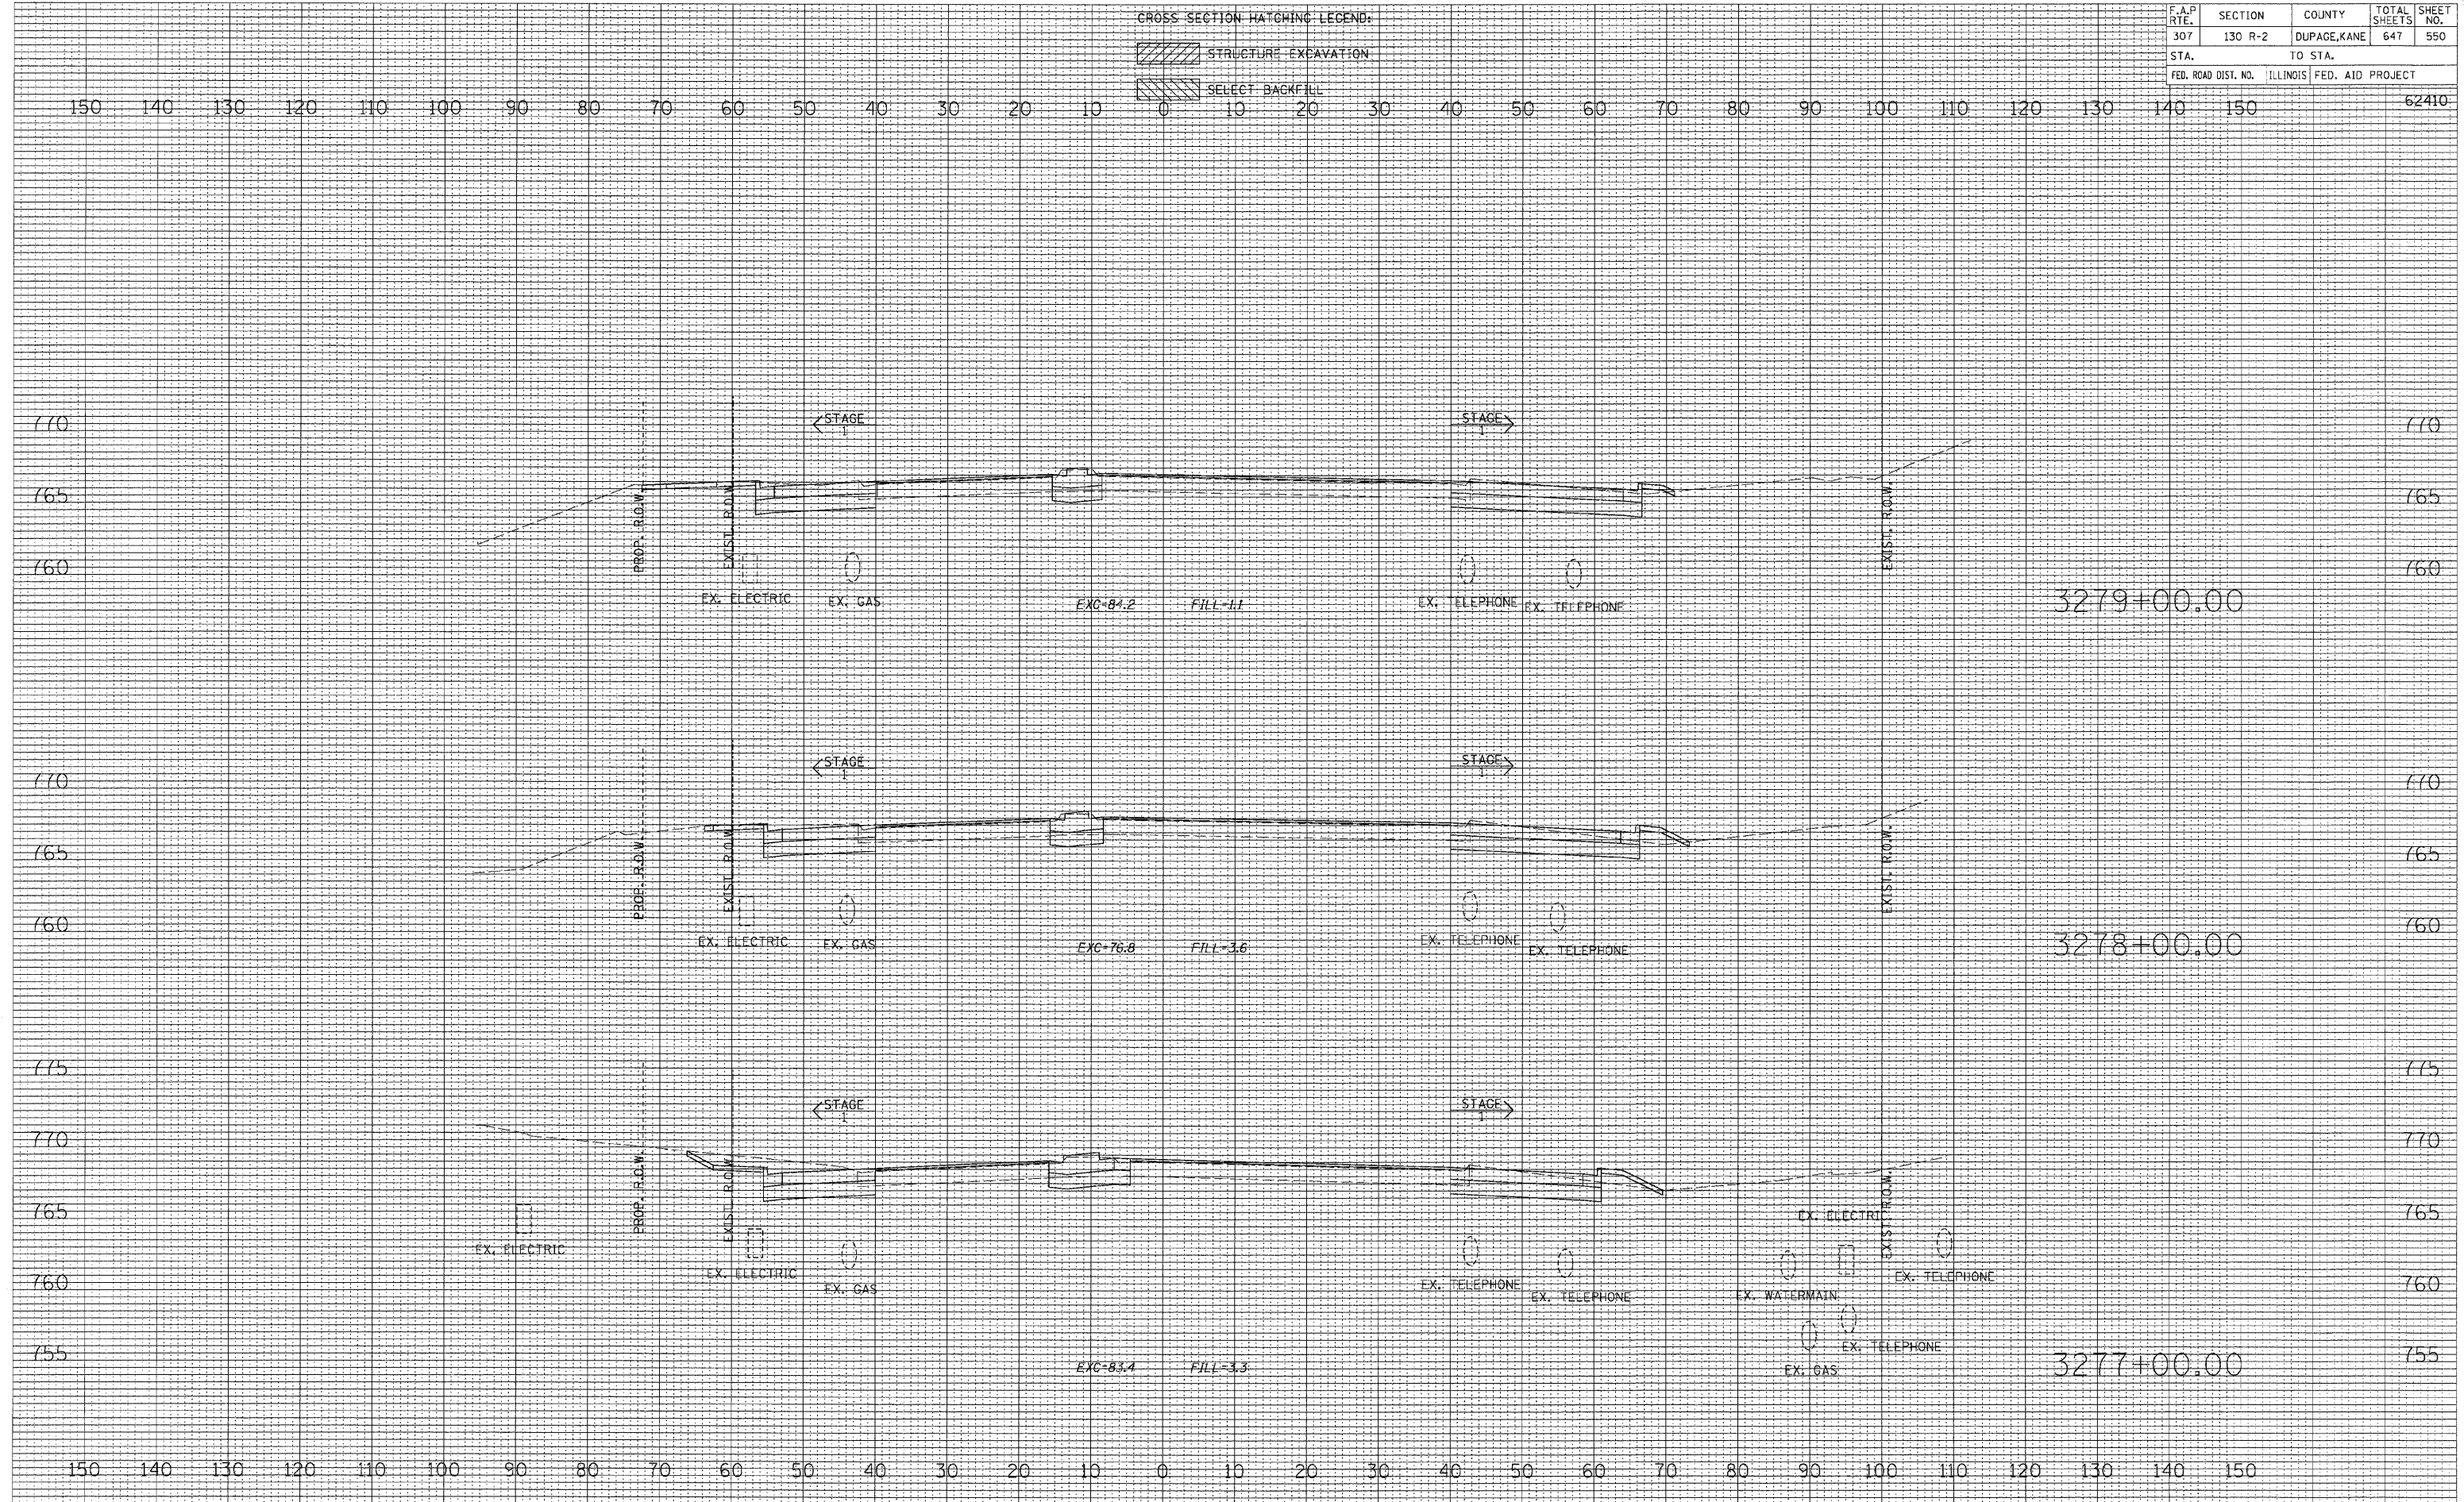 CROSS SECTION HATCHING LEGEND:
STRUCTURE EXCAVATION
SELECT BACKFILL
F.A.P RTE. SECTION COUNTY TOTAL SHEETS SHEET NO.
307 130 R-2 DUPAGE,KANE 647 550
STA. TO STA.
FED. ROAD DIST. NO. ILLINOIS FED. AID PROJECT
62410
150 140 130 120 110 100 90 80 70 60 50 40 30 20 10 0 10 20 30 40 50 60 70 80 90 100 110 120 130 140 150
770 STAGE 1 STAGE 1 770
765 765
PROP. R.O.W. EXIST. R.O.W. EXIST. R.O.W.
760 760
EX. ELECTRIC EX. GAS EXC=84.2 FILL=1.1 EX. TELEPHONE EX. TELEPHONE 3279+00.00
770 STAGE 1 STAGE 1 770
765 765
PROP. R.O.W. EXIST. R.O.W. EXIST. R.O.W.
760 760
EX. ELECTRIC EX. GAS EXC=76.8 FILL=3.6 EX. TELEPHONE EX. TELEPHONE 3278+00.00
775 775
STAGE 1 STAGE 1
770 770
PROP. R.O.W. EXIST. R.O.W. EXIST. R.O.W.
765 EX. ELECTRIC 765
EX. ELECTRIC EX. ELECTRIC EX. GAS EX. TELEPHONE EX. TELEPHONE EX. WATERMAIN EX. TELEPHONE
760 760
EX. TELEPHONE
755 755
EXC=83.4 FILL=3.3 EX. GAS 3277+00.00
150 140 130 120 110 100 90 80 70 60 50 40 30 20 10 0 10 20 30 40 50 60 70 80 90 100 110 120 130 140 150